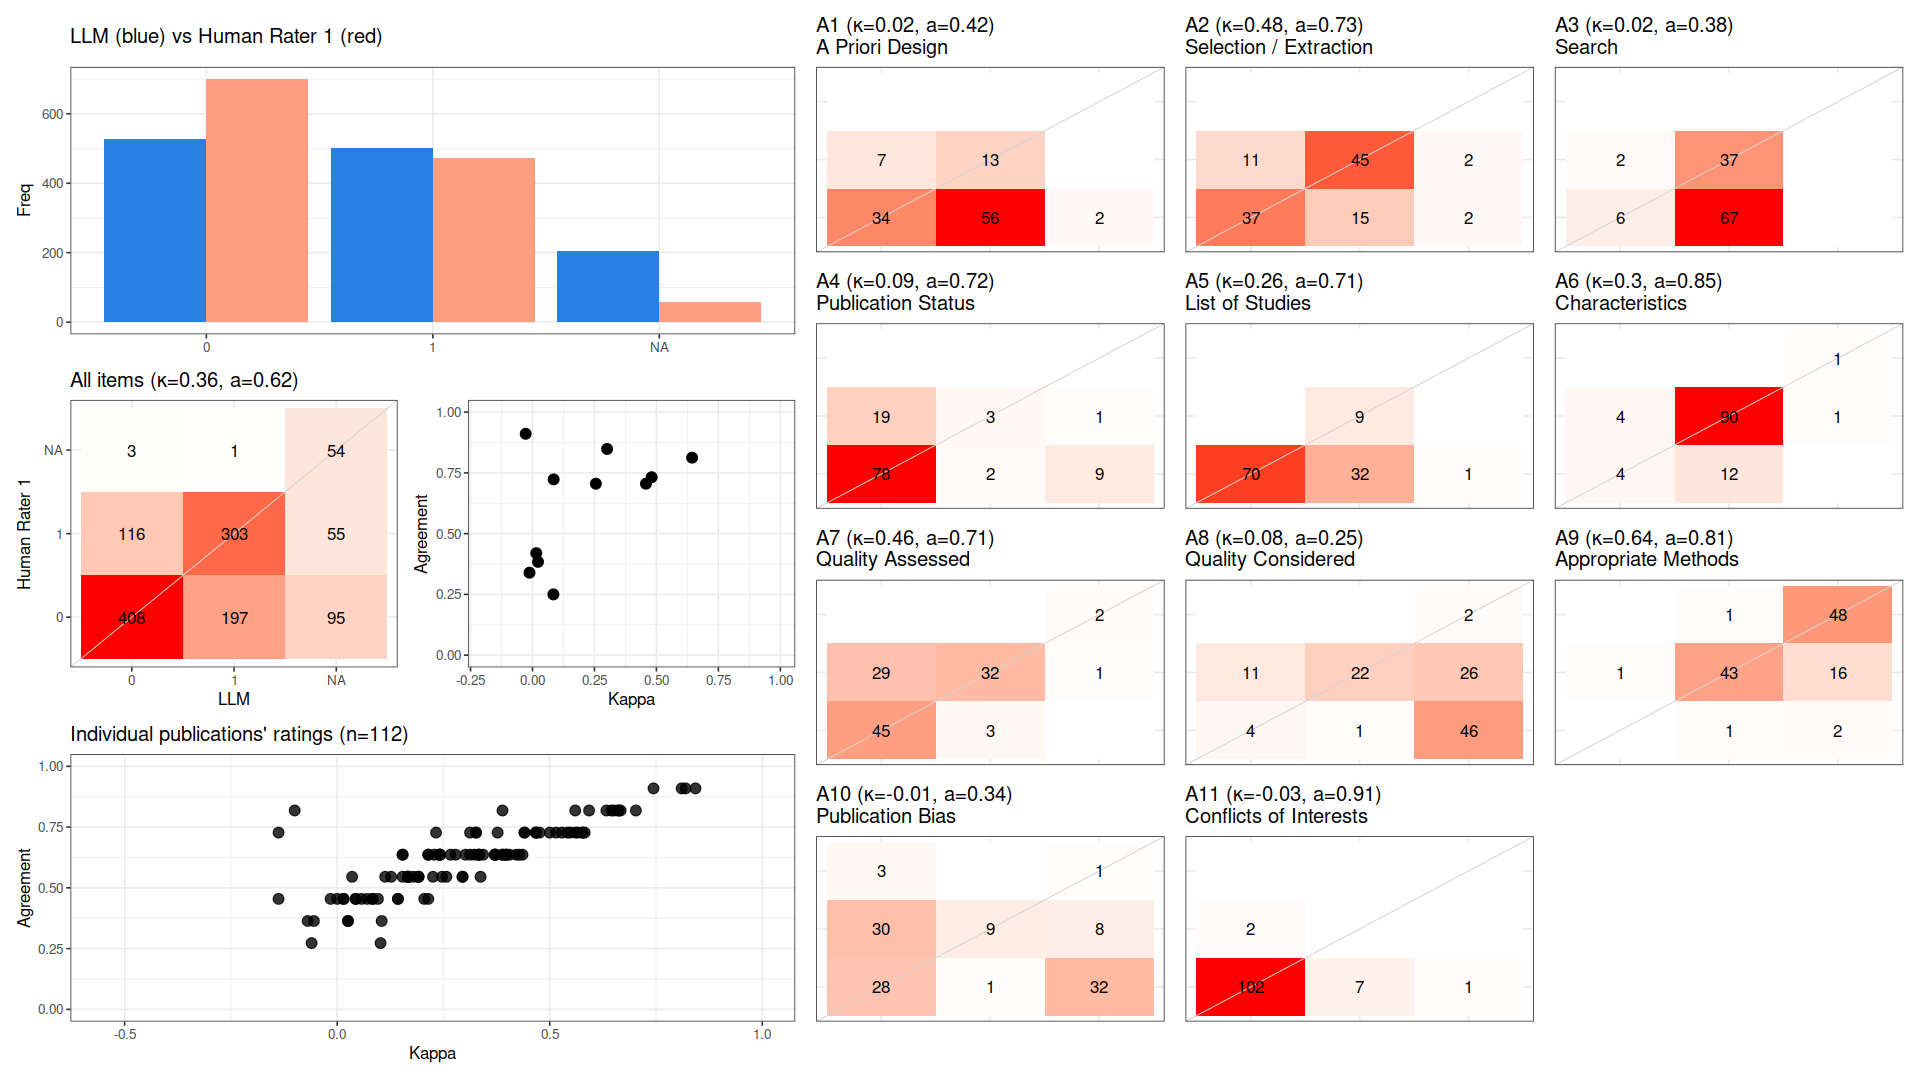 LLM (blue) vs Human Rater 1 (red)
Freq
600
400
200
0
0 1 NA
All items (κ=0.36, a=0.62)
Human Rater 1
NA
1
0
3 1 54
116 303 55
408 197 95
0 1 NA
LLM
Agreement
1.00
0.75
0.50
0.25
0.00
-0.25 0.00 0.25 0.50 0.75 1.00
Kappa
Individual publications' ratings (n=112)
Agreement
1.00
0.75
0.50
0.25
0.00
-0.5 0.0 0.5 1.0
Kappa
A1 (κ=0.02, a=0.42)
A Priori Design
7 13
34 56 2
A2 (κ=0.48, a=0.73)
Selection / Extraction
11 45 2
37 15 2
A3 (κ=0.02, a=0.38)
Search
2 37
6 67
A4 (κ=0.09, a=0.72)
Publication Status
19 3 1
78 2 9
A5 (κ=0.26, a=0.71)
List of Studies
9
70 32 1
A6 (κ=0.3, a=0.85)
Characteristics
1
4 90 1
4 12
A7 (κ=0.46, a=0.71)
Quality Assessed
2
29 32 1
45 3
A8 (κ=0.08, a=0.25)
Quality Considered
2
11 22 26
4 1 46
A9 (κ=0.64, a=0.81)
Appropriate Methods
1 48
1 43 16
1 2
A10 (κ=-0.01, a=0.34)
Publication Bias
3 1
30 9 8
28 1 32
A11 (κ=-0.03, a=0.91)
Conflicts of Interests
2
102 7 1